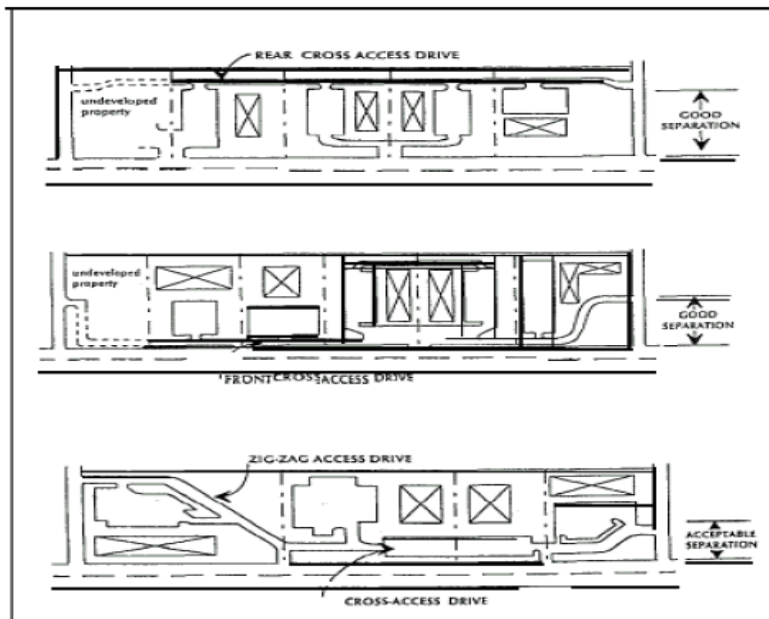 REAR CROSS ACCESS DRIVE
undeveloped
property
GOOD
SEPARATION
undeveloped
property
GOOD
SEPARATION
FRONT CROSS ACCESS DRIVE
ZIG-ZAG ACCESS DRIVE
ACCEPTABLE
SEPARATION
CROSS-ACCESS DRIVE